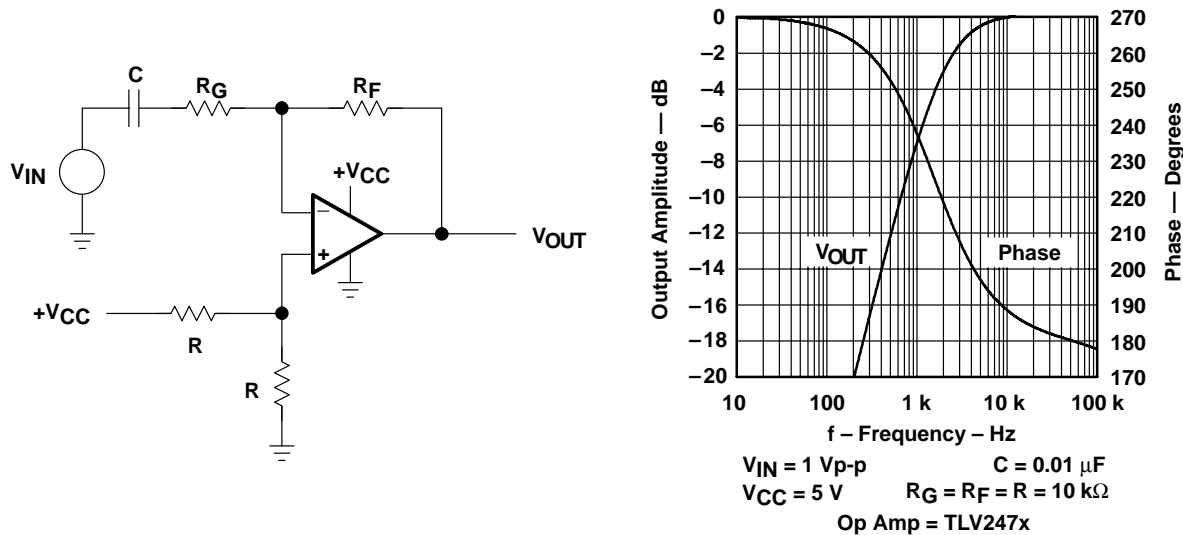 C
RG
RF
VIN
+VCC
−
+
VOUT
+VCC
R
R
Output Amplitude — dB
0
−2
−4
−6
−8
−10
−12
−14
−16
−18
−20
VOUT
Phase
270
260
250
240
230
220
210
200
190
180
170
Phase — Degrees
10
100
1 k
10 k
100 k
f – Frequency – Hz
VIN = 1 Vp-p
C = 0.01 μF
VCC = 5 V
RG = RF = R = 10 kΩ
Op Amp = TLV247x